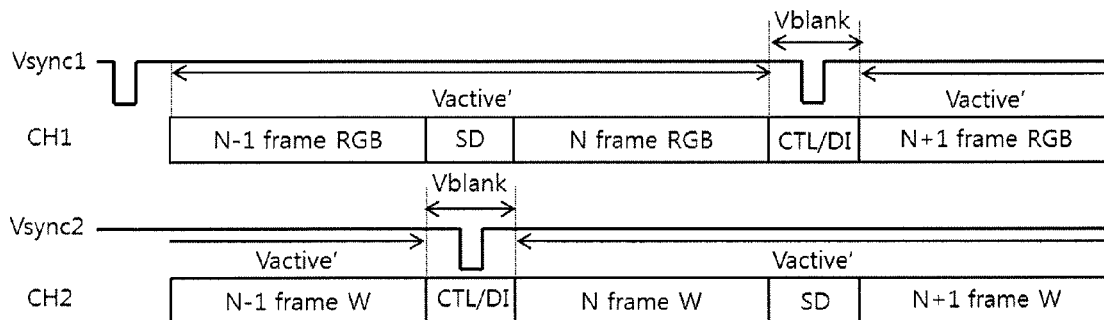 Vblank
Vsync1
Vactive' Vactive'
CH1 N-1 frame RGB SD N frame RGB CTL/DI N+1 frame RGB
Vblank
Vsync2
Vactive' Vactive'
CH2 N-1 frame W CTL/DI N frame W SD N+1 frame W